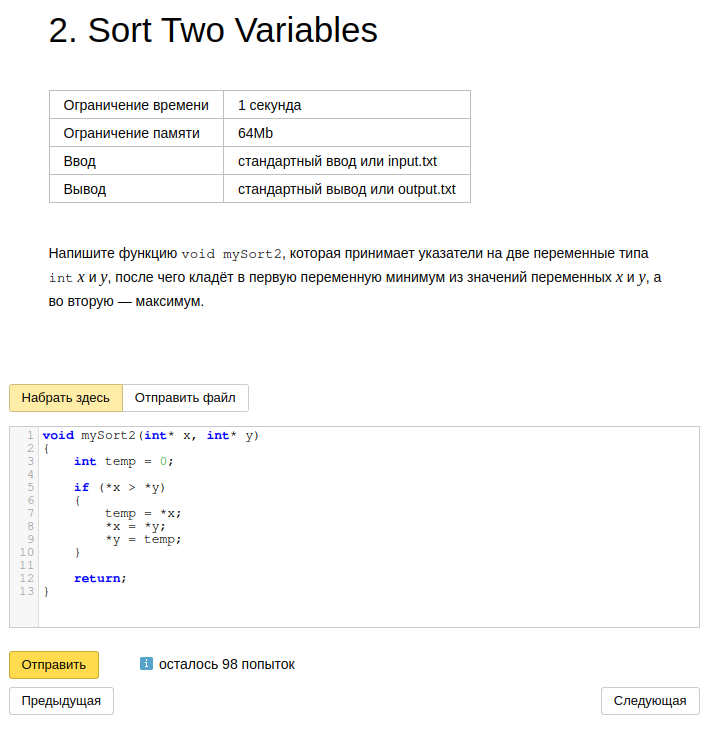 2. Sort Two Variables
Ограничение времени 1 секунда
Ограничение памяти 64Mb
Ввод стандартный ввод или input.txt
Вывод стандартный вывод или output.txt
Напишите функцию void mySort2, которая принимает указатели на две переменные типа
int x и y, после чего кладёт в первую переменную минимум из значений переменных x и y, а
во вторую — максимум.
Набрать здесь Отправить файл
1 void mySort2(int* x, int* y)
2 {
3     int temp = 0;
4
5     if (*x > *y)
6     {
7         temp = *x;
8         *x = *y;
9         *y = temp;
10     }
11
12     return;
13 }
Отправить i осталось 98 попыток
Предыдущая Следующая